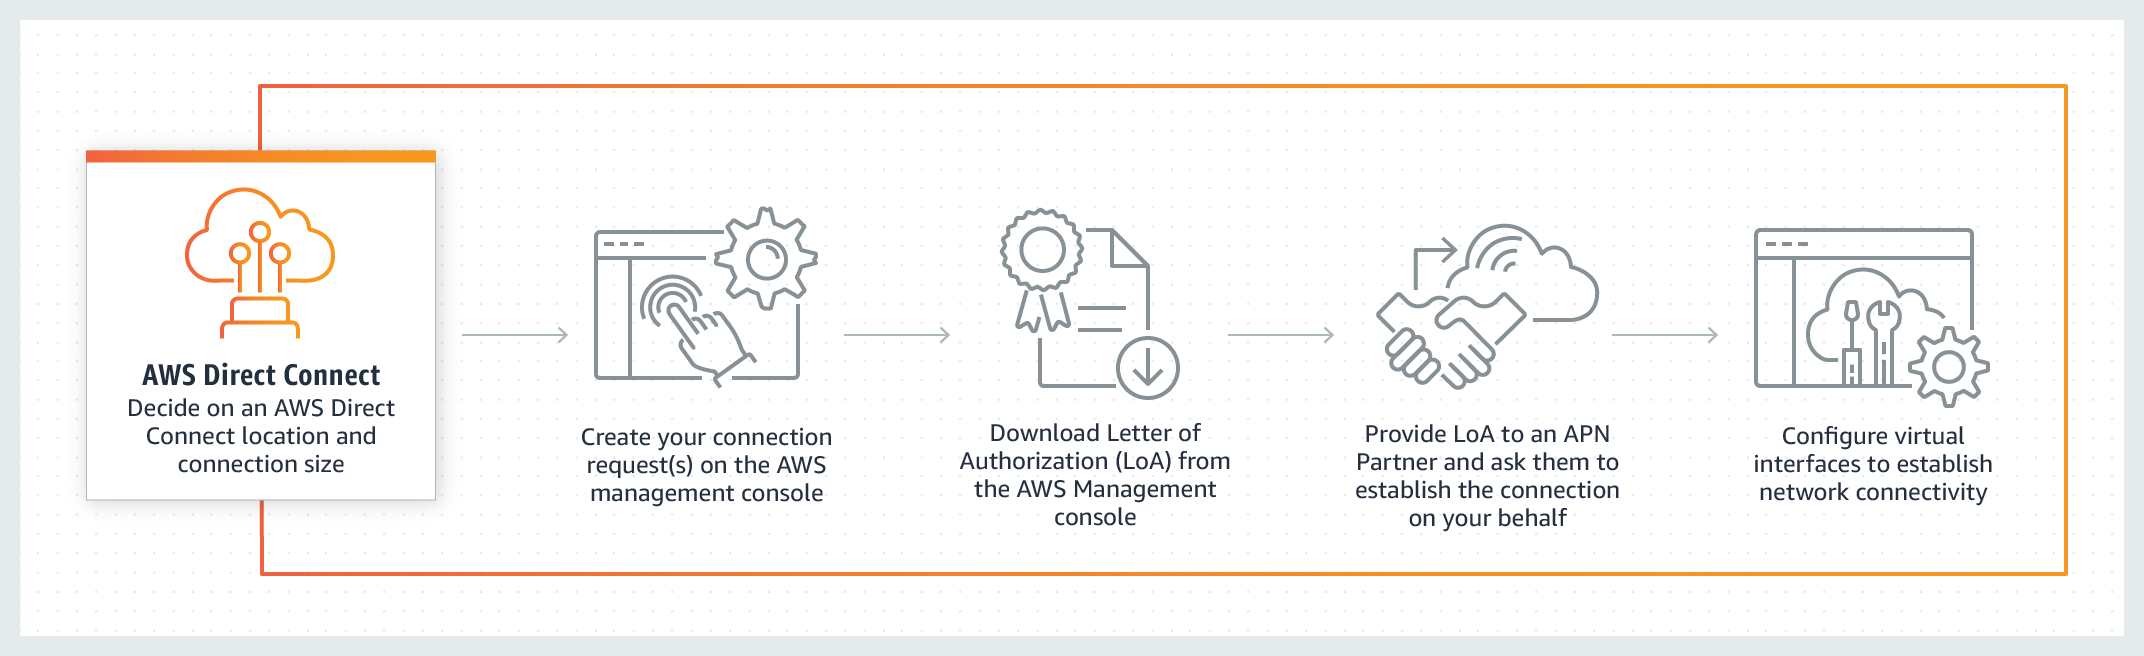 AWS Direct Connect
Decide on an AWS Direct
Connect location and
connection size
Create your connection
request(s) on the AWS
management console
Download Letter of
Authorization (LoA) from
the AWS Management
console
Provide LoA to an APN
Partner and ask them to
establish the connection
on your behalf
Configure virtual
interfaces to establish
network connectivity